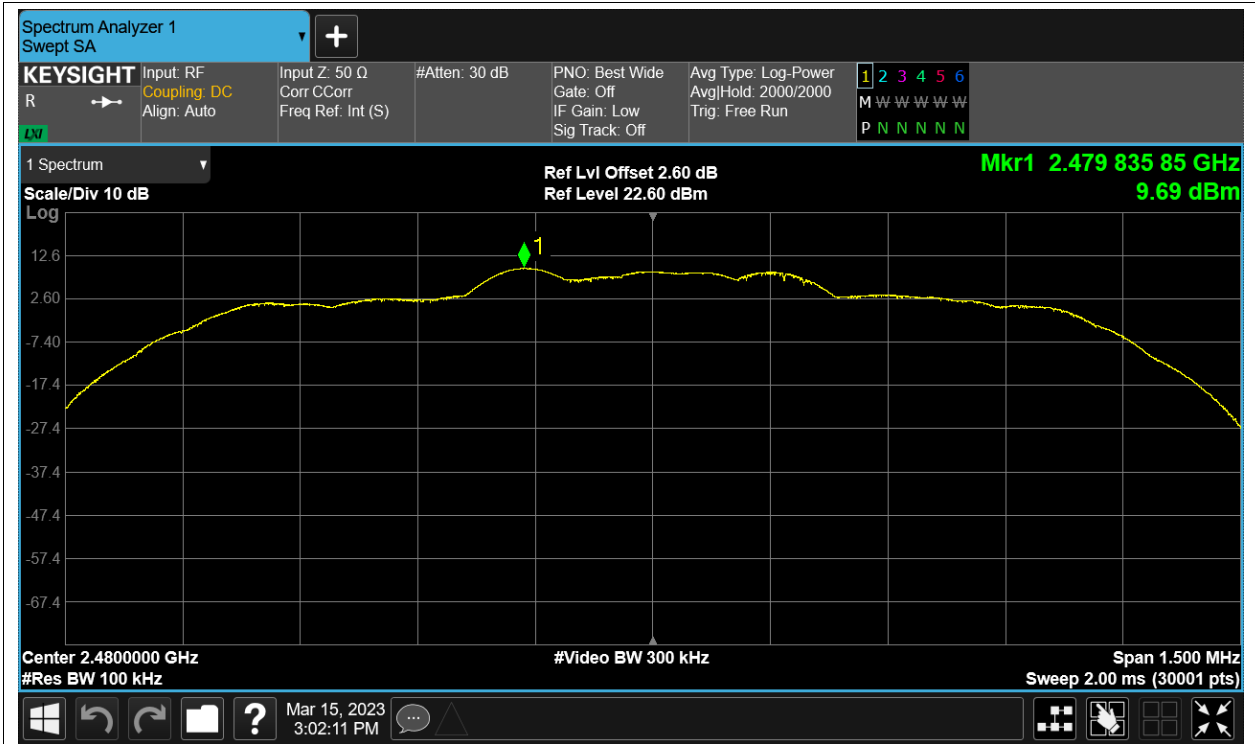 Spectrum Analyzer 1
Swept SA
KEYSIGHT
R
LXI
Input: RF
Coupling: DC
Align: Auto
Input Z: 50 Ω
Corr CCorr
Freq Ref: Int (S)
#Atten: 30 dB
PNO: Best Wide
Gate: Off
IF Gain: Low
Sig Track: Off
Avg Type: Log-Power
Avg|Hold: 2000/2000
Trig: Free Run
1 2 3 4 5 6
M W W W W W
P N N N N N
1 Spectrum
Scale/Div 10 dB
Ref Lvl Offset 2.60 dB
Ref Level 22.60 dBm
Mkr1 2.479 835 85 GHz
9.69 dBm
Log
1
12.6
2.60
-7.40
-17.4
-27.4
-37.4
-47.4
-57.4
-67.4
Center 2.4800000 GHz
#Video BW 300 kHz
Span 1.500 MHz
#Res BW 100 kHz
Sweep 2.00 ms (30001 pts)
?
Mar 15, 2023
3:02:11 PM